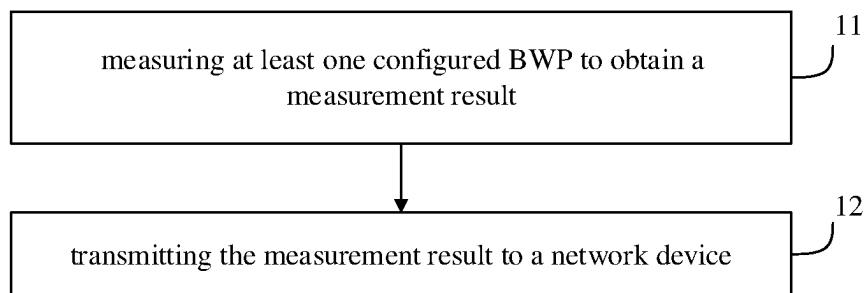 11
measuring at least one configured BWP to obtain a
measurement result
12
transmitting the measurement result to a network device